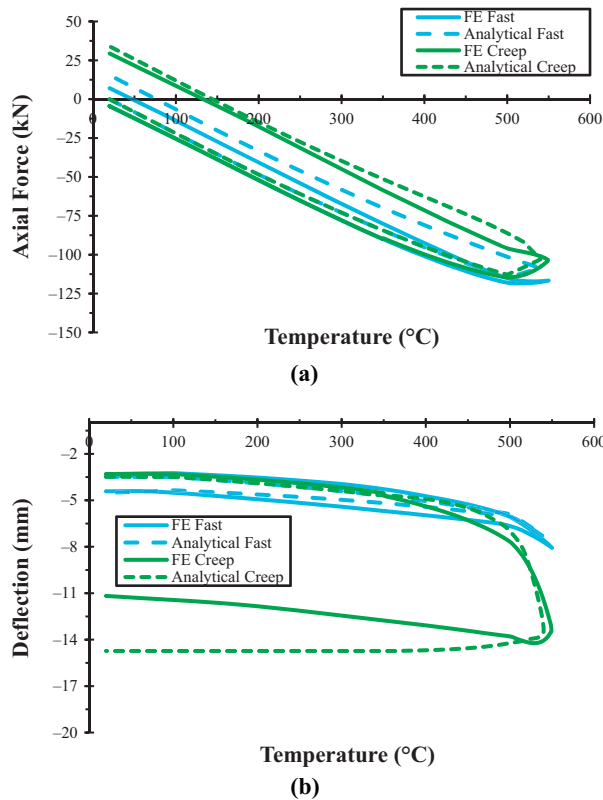 50
25
0
−25
−50
−75
−100
−125
−150
0
100
200
300
400
500
600
FE Fast
Analytical Fast
FE Creep
Analytical Creep
Axial Force (kN)
Temperature (°C)
(a)
0
100
200
300
400
500
600
−2
−5
−8
−11
−14
−17
−20
FE Fast
Analytical Fast
FE Creep
Analytical Creep
Deflection (mm)
Temperature (°C)
(b)